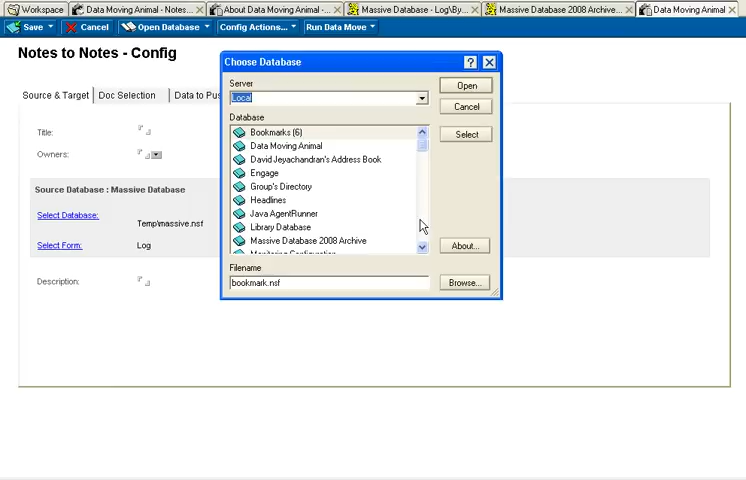 Workspace
Data Moving Animal - Notes...
About Data Moving Animal - ...
Massive Database - Log\By...
Massive Database 2008 Archive...
Data Moving Animal
Save
Cancel
Open Database
Config Actions...
Run Data Move
Notes to Notes - Config
Source & Target
Doc Selection
Data to Pus
Title:
Owners:
Source Database : Massive Database
Select Database:
Temp\massive.nsf
Select Form:
Log
Description:
Choose Database
Server
Local
Database
Bookmarks (6)
Data Moving Animal
David Jeyachandran's Address Book
Engage
Group's Directory
Headlines
Java AgentRunner
Library Database
Massive Database 2008 Archive
Monitoring Configuration
Filename
bookmark.nsf
Open
Cancel
Select
About...
Browse...